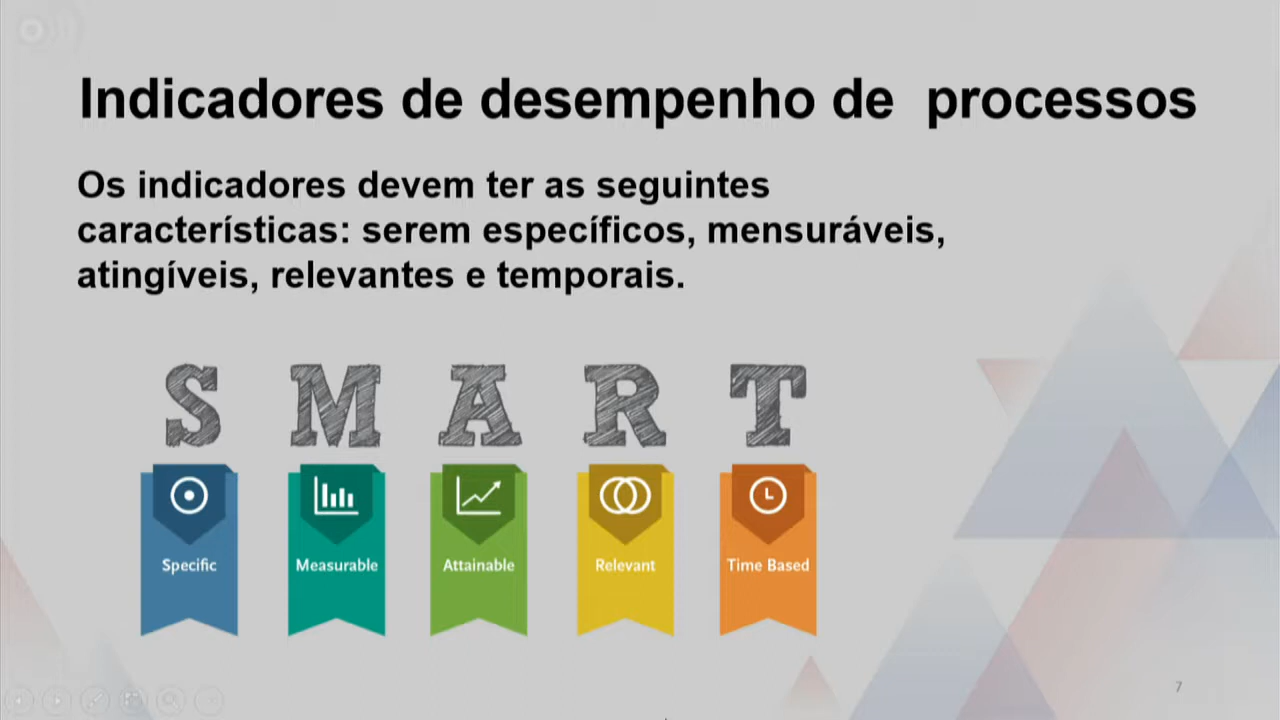 Indicadores de desempenho de processos
Os indicadores devem ter as seguintes
características: serem específicos, mensuráveis,
atingíveis, relevantes e temporais.
S M A R T
Specific Measurable Attainable Relevant Time Based
7